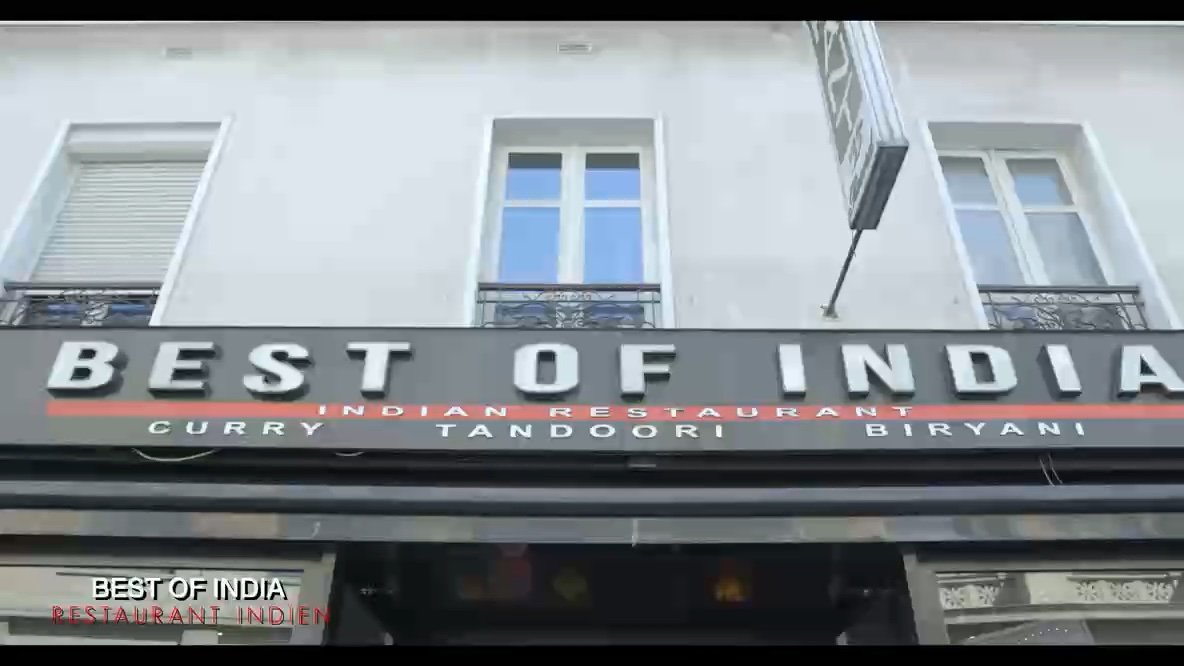 BEST OF INDIA
INDIAN RESTAURANT
CURRY TANDOORI BIRYANI
BEST OF INDIA
RESTAURANT INDIEN